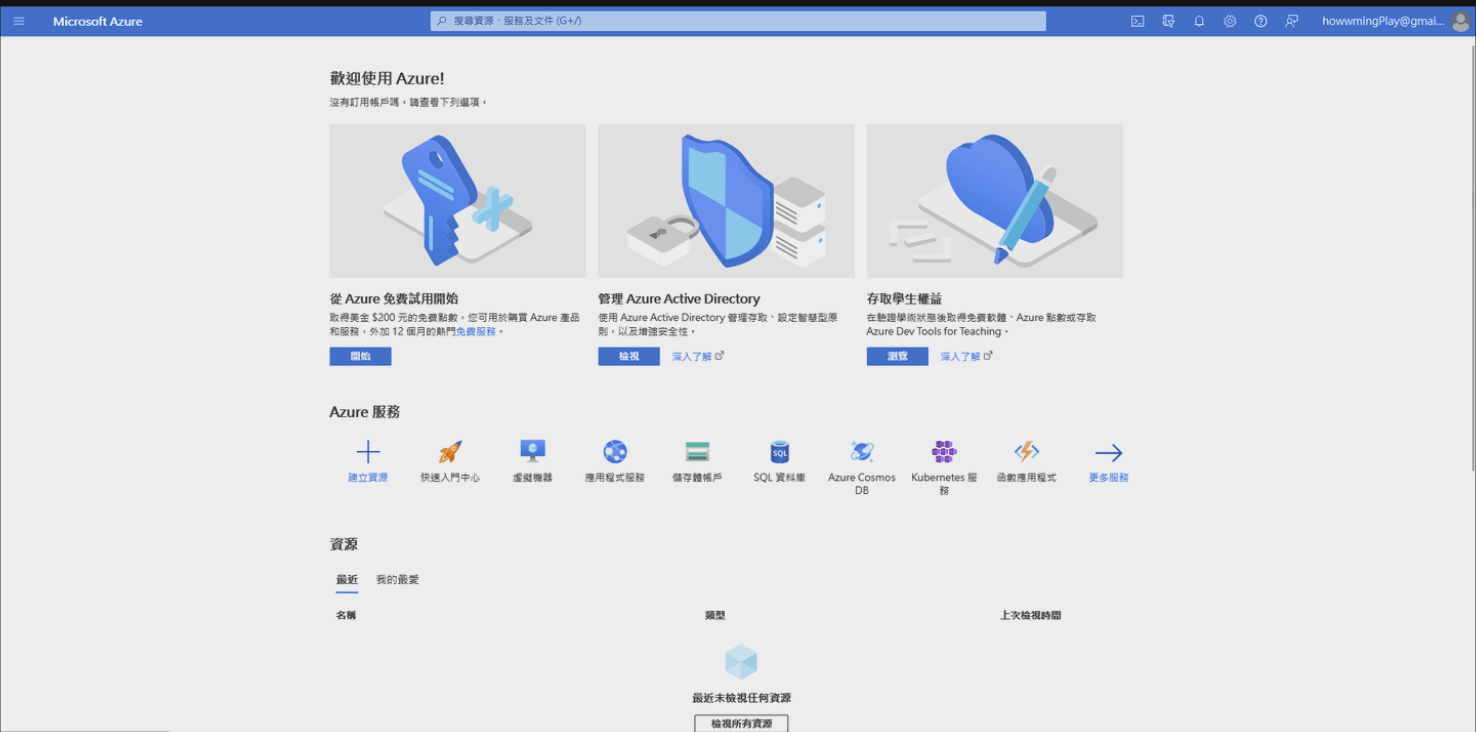 Microsoft Azure
搜尋資源、服務及文件 (G+/)
howwmingPlay@gmai...
歡迎使用 Azure!
沒有訂用帳戶嗎，請查看下列選項。
從 Azure 免費試用開始
取得美金 $200 元的免費點數，您可用於購買 Azure 產品
和服務，外加 12 個月的熱門免費服務。
開始
管理 Azure Active Directory
使用 Azure Active Directory 管理存取、設定智慧型原
則，以及增強安全性。
檢視 深入了解
存取學生權益
在驗證學術狀態後取得免費軟體、Azure 點數或存取
Azure Dev Tools for Teaching。
瀏覽 深入了解
Azure 服務
建立資源
快速入門中心
虛擬機器
應用程式服務
儲存體帳戶
SQL
SQL 資料庫
Azure Cosmos
DB
Kubernetes 服
務
函數應用程式
更多服務
資源
最近 我的最愛
名稱 類型 上次檢視時間
最近未檢視任何資源
檢視所有資源